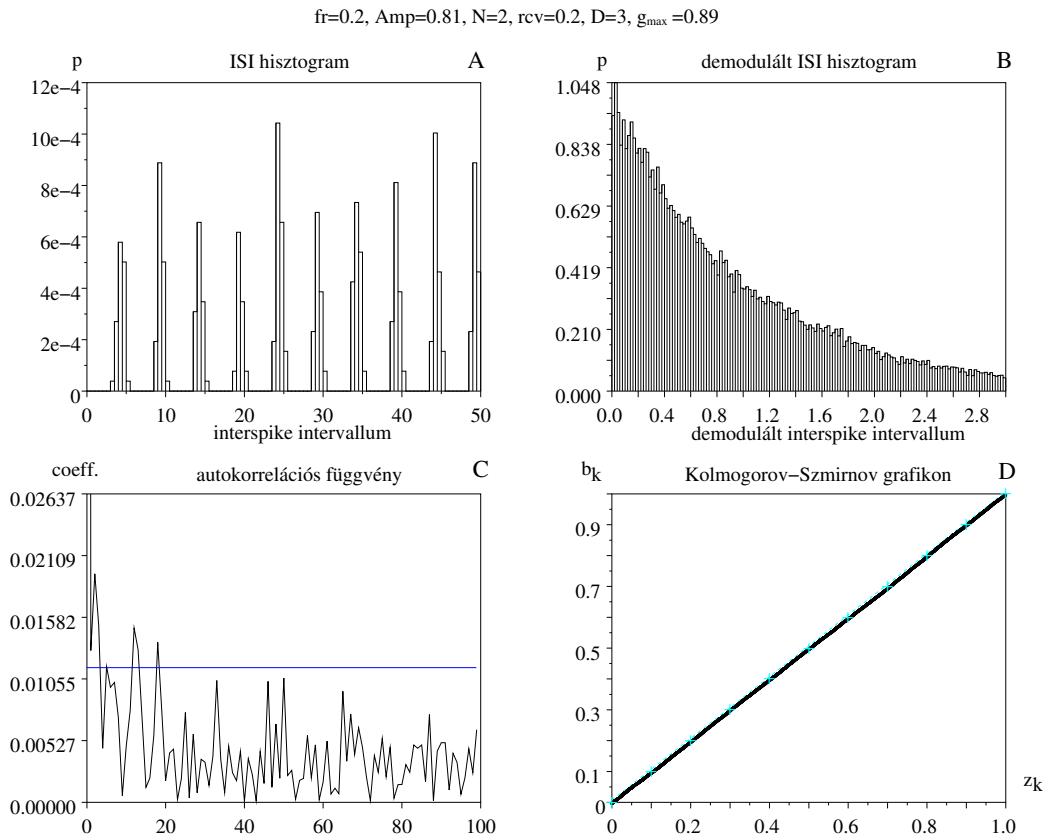 fr=0.2, Amp=0.81, N=2, rcv=0.2, D=3, gmax =0.89
p
ISI hisztogram
A
12e−4
10e−4
8e−4
6e−4
4e−4
2e−4
0
0 10 20 30 40 50
interspike intervallum
p
demodulált ISI hisztogram
B
1.048
0.838
0.629
0.419
0.210
0.000
0.0 0.4 0.8 1.2 1.6 2.0 2.4 2.8
demodulált interspike intervallum
coeff.
autokorrelációs függvény
C
0.02637
0.02109
0.01582
0.01055
0.00527
0.00000
0 20 40 60 80 100
bk
Kolmogorov−Szmirnov grafikon
D
0.9
0.7
0.5
0.3
0.1
0
zk
0 0.2 0.4 0.6 0.8 1.0